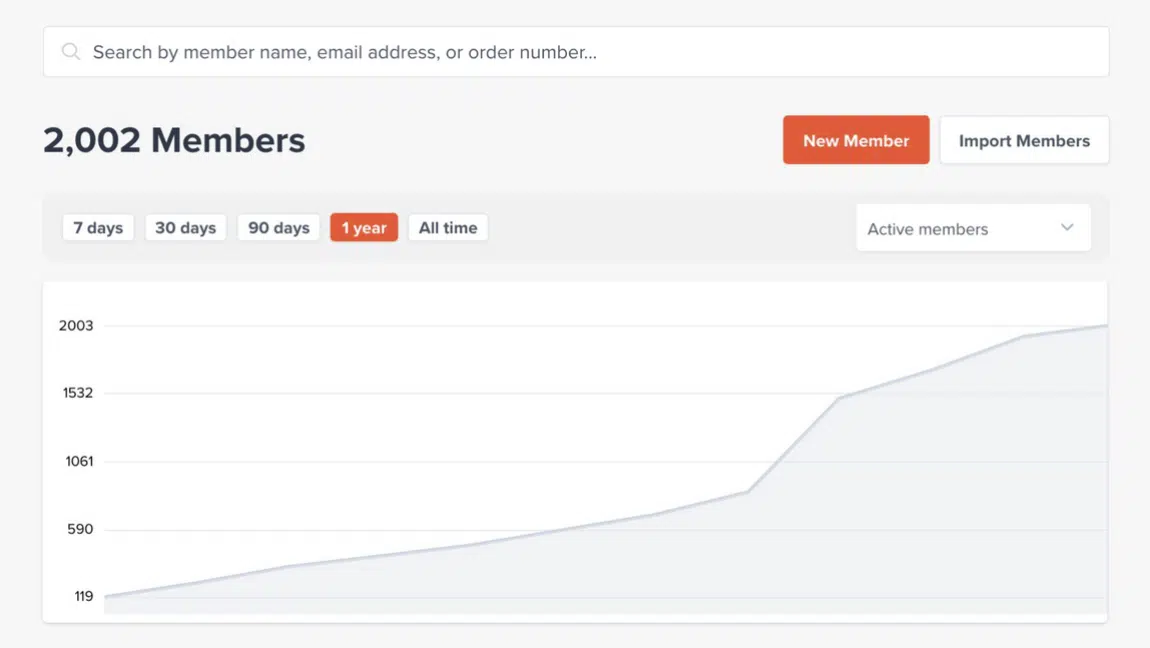 Search by member name, email address, or order number...
2,002 Members
New Member
Import Members
7 days
30 days
90 days
1 year
All time
Active members
2003
1532
1061
590
119